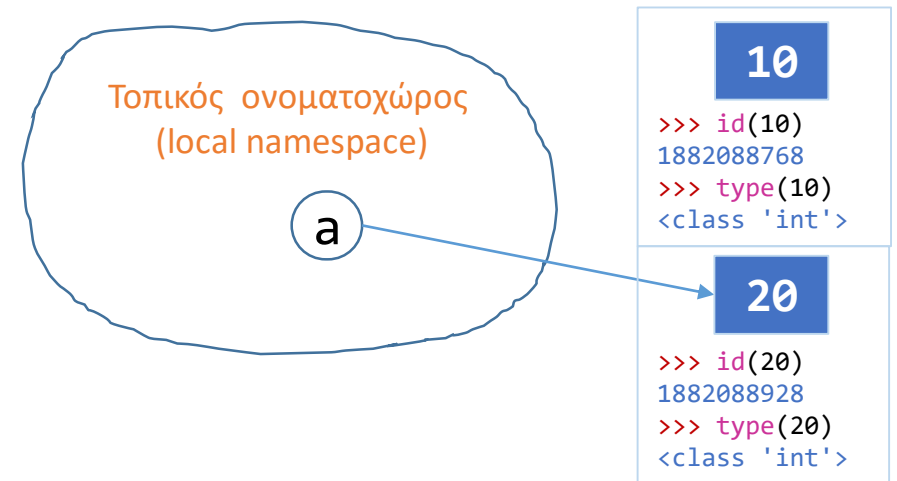 Τοπικός ονοματοχώρος
(local namespace)
a
10
>>> id(10)
1882088768
>>> type(10)
<class 'int'>
20
>>> id(20)
1882088928
>>> type(20)
<class 'int'>